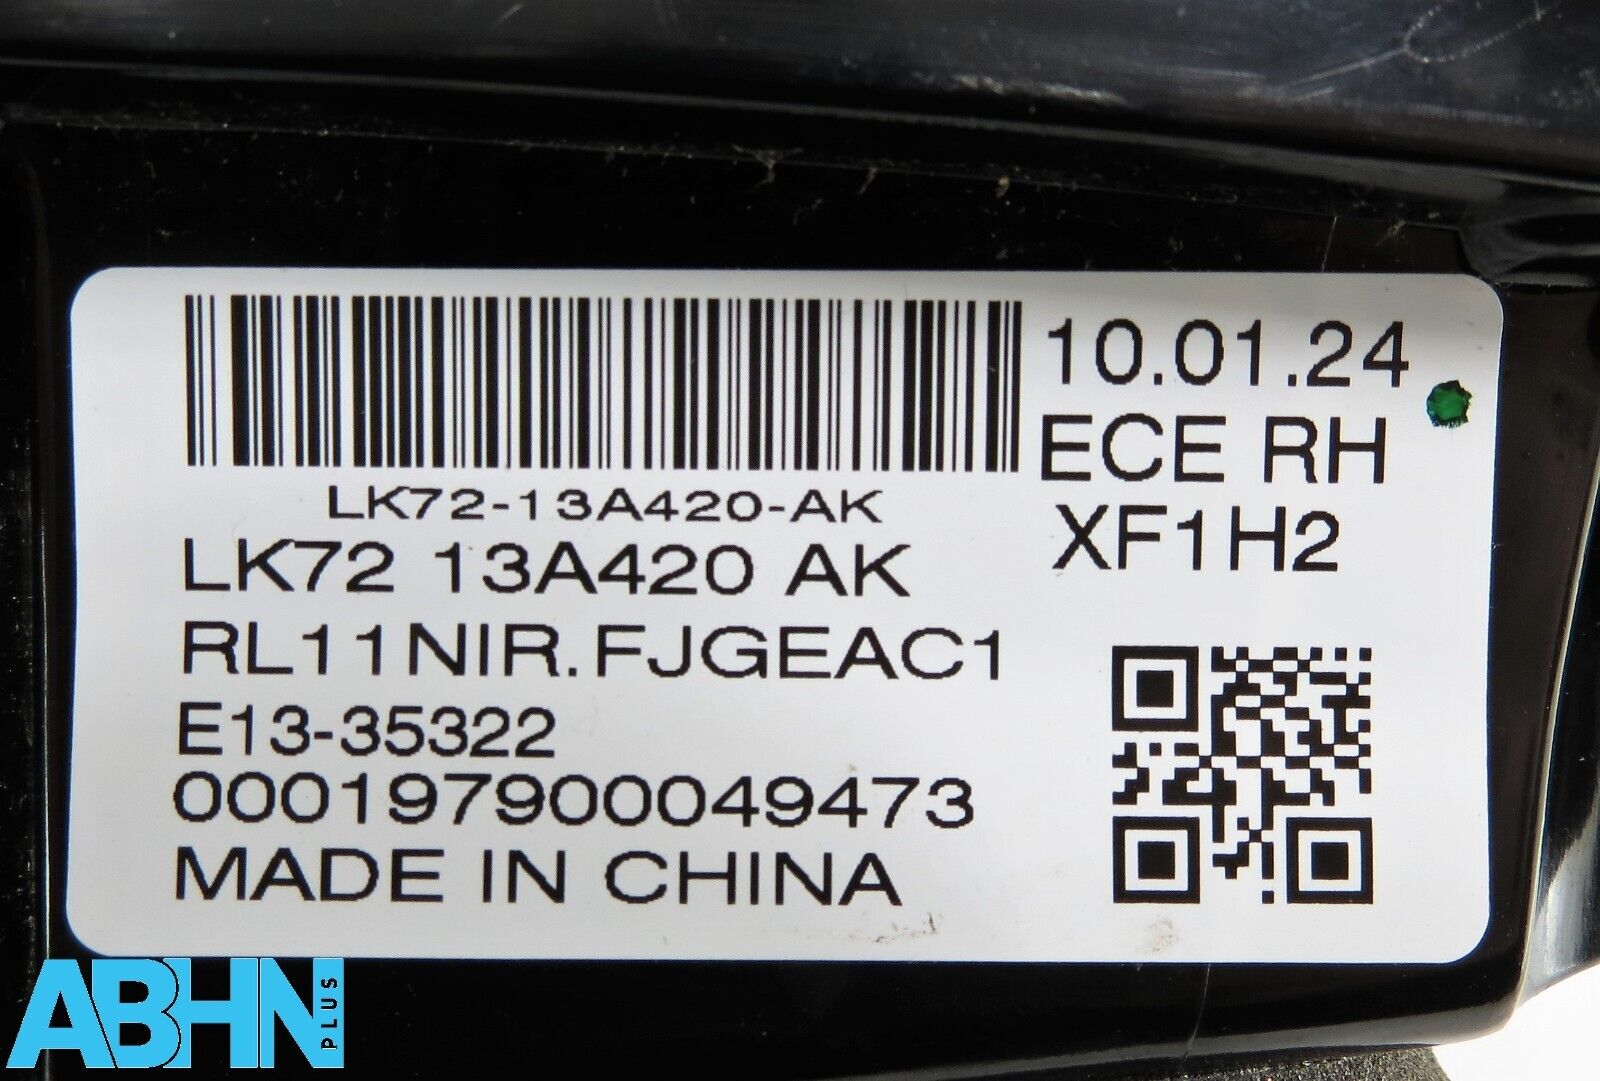 10.01.24
ECE RH
XF1H2
LK72-13A420-AK
LK72 13A420 AK
RL11NIR.FJGEAC1
E13-35322
000197900049473
MADE IN CHINA
ABHN PLUS